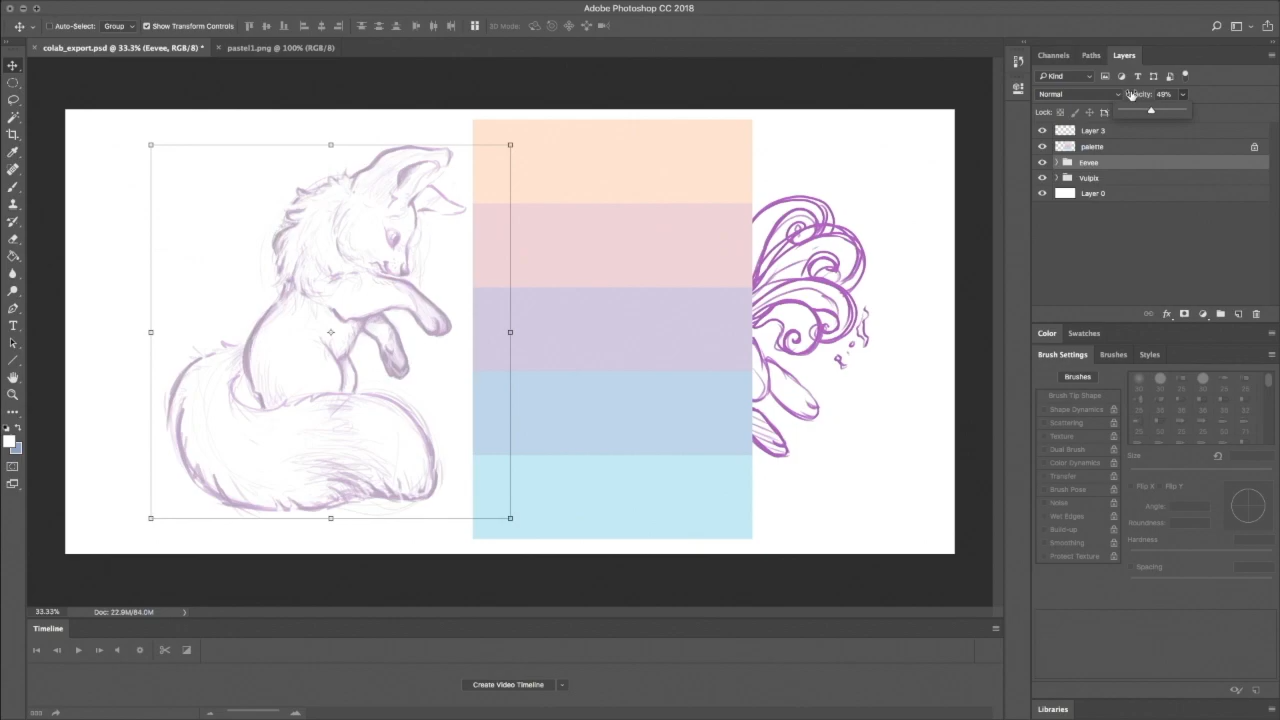 Adobe Photoshop CC 2018
Auto-Select: Group Show Transform Controls 3D Mode:
colab_export.psd @ 33.3% (Eevee, RGB/8) * pastel1.png @ 100% (RGB/8)
Channels Paths Layers
Kind
Normal Opacity: 49%
Lock:
Layer 3
palette
Eevee
Vulpix
Layer 0
fx
Color Swatches
Brush Settings Brushes Styles
Brushes
Brush Tip Shape
Shape Dynamics
Scattering
Texture
Dual Brush
Color Dynamics
Transfer
Brush Pose
Noise
Wet Edges
Build-up
Smoothing
Protect Texture
Size
Flip X Flip Y
Angle:
Roundness:
Hardness
Spacing
33.33% Doc: 22.9M/84.0M
Timeline
Create Video Timeline
Libraries